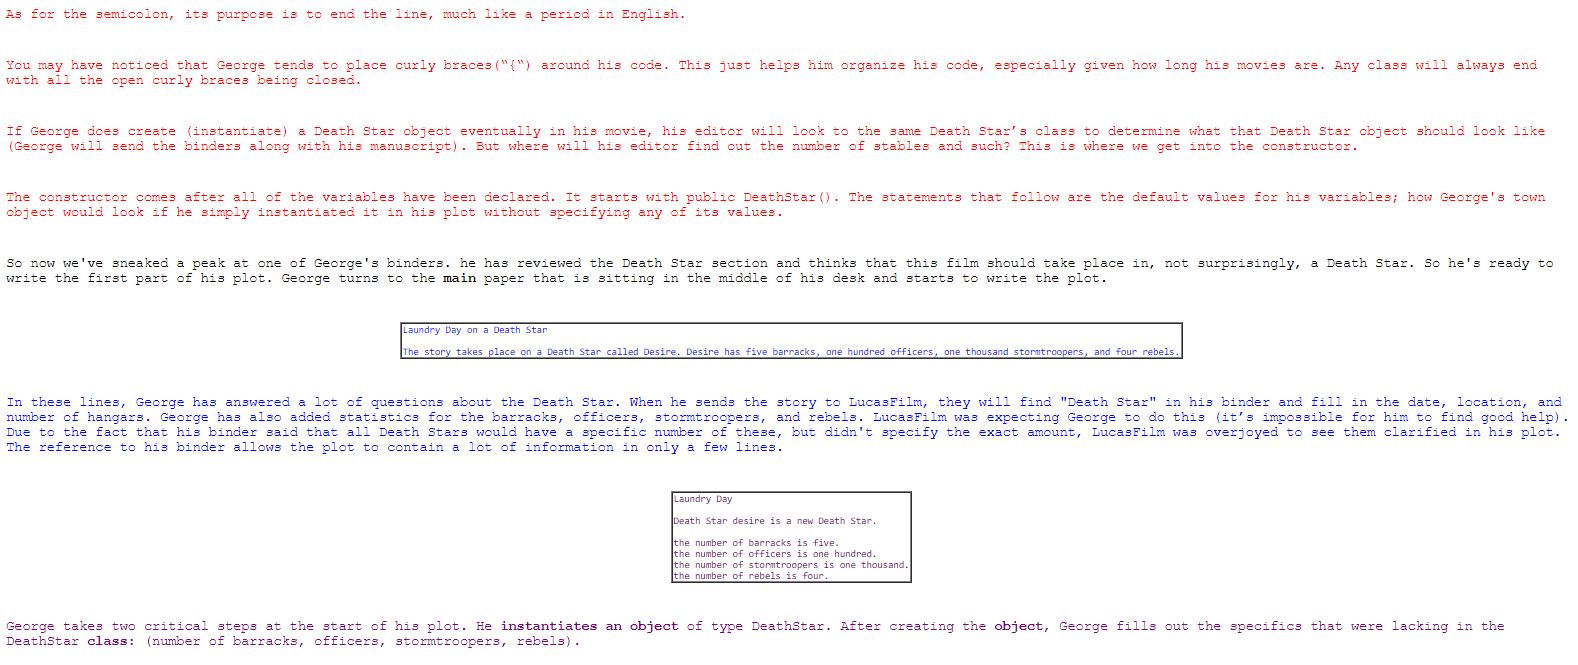 As for the semicolon, its purpose is to end the line, much like a period in English.
You may have noticed that George tends to place curly braces(“{“) around his code. This just helps him organize his code, especially given how long his movies are. Any class will always end
with all the open curly braces being closed.
If George does create (instantiate) a Death Star object eventually in his movie, his editor will look to the same Death Star’s class to determine what that Death Star object should look like
(George will send the binders along with his manuscript). But where will his editor find out the number of stables and such? This is where we get into the constructor.
The constructor comes after all of the variables have been declared. It starts with public DeathStar(). The statements that follow are the default values for his variables; how George's town
object would look if he simply instantiated it in his plot without specifying any of its values.
So now we've sneaked a peak at one of George's binders. he has reviewed the Death Star section and thinks that this film should take place in, not surprisingly, a Death Star. So he's ready to
write the first part of his plot. George turns to the main paper that is sitting in the middle of his desk and starts to write the plot.
Laundry Day on a Death Star
The story takes place on a Death Star called Desire. Desire has five barracks, one hundred officers, one thousand stormtroopers, and four rebels.
In these lines, George has answered a lot of questions about the Death Star. When he sends the story to LucasFilm, they will find "Death Star" in his binder and fill in the date, location, and
number of hangars. George has also added statistics for the barracks, officers, stormtroopers, and rebels. LucasFilm was expecting George to do this (it’s impossible for him to find good help).
Due to the fact that his binder said that all Death Stars would have a specific number of these, but didn't specify the exact amount, LucasFilm was overjoyed to see them clarified in his plot.
The reference to his binder allows the plot to contain a lot of information in only a few lines.
Laundry Day
Death Star desire is a new Death Star.
the number of barracks is five.
the number of officers is one hundred.
the number of stormtroopers is one thousand.
the number of rebels is four.
George takes two critical steps at the start of his plot. He instantiates an object of type DeathStar. After creating the object, George fills out the specifics that were lacking in the
DeathStar class: (number of barracks, officers, stormtroopers, rebels).